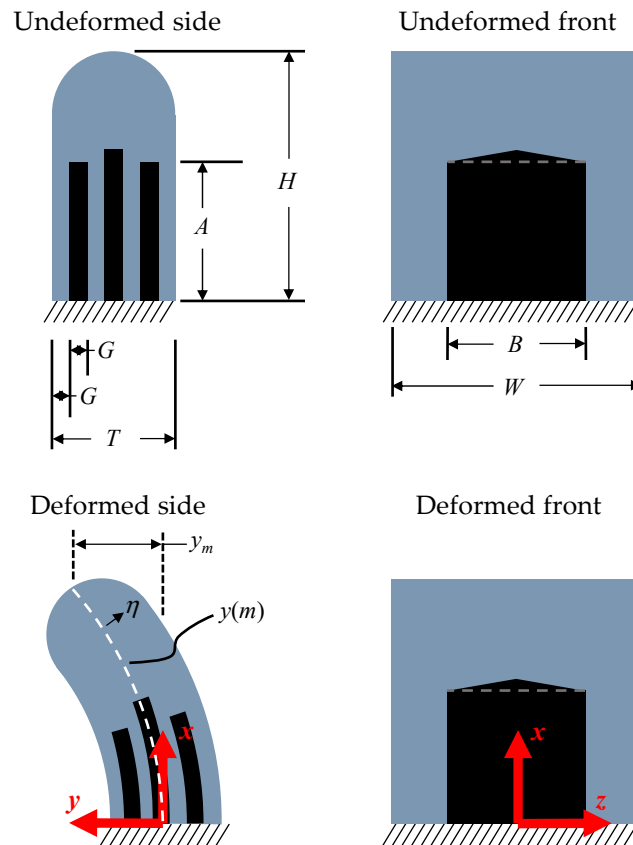 Undeformed side
Undeformed front
H
A
G
G
T
B
W
Deformed side
Deformed front
y_m
η
y(m)
x
y
x
z